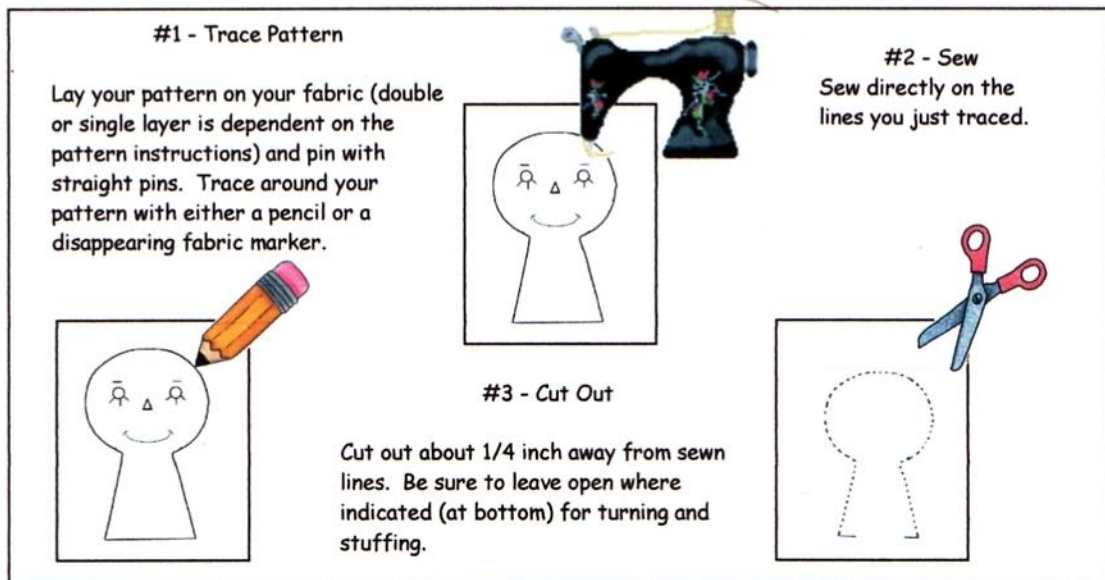 #1 - Trace Pattern
Lay your pattern on your fabric (double
or single layer is dependent on the
pattern instructions) and pin with
straight pins. Trace around your
pattern with either a pencil or a
disappearing fabric marker.
#2 - Sew
Sew directly on the
lines you just traced.
#3 - Cut Out
Cut out about 1/4 inch away from sewn
lines. Be sure to leave open where
indicated (at bottom) for turning and
stuffing.